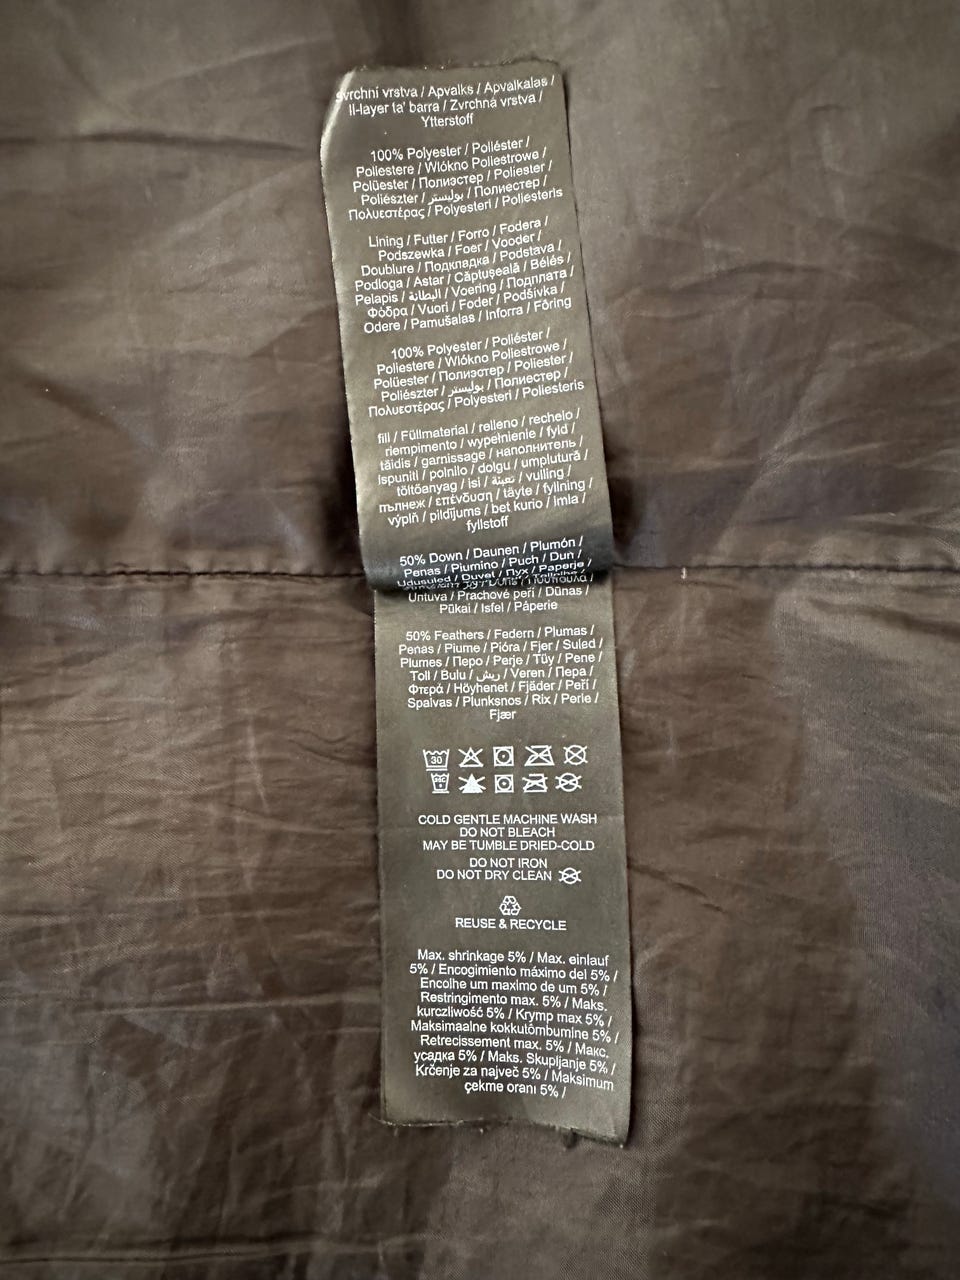 Svrchní vrstva / Apvalks / Apvalkalas /
Il-layer ta' barra / Zvrchná vrstva /
Ytterstoff
100% Polyester / Poliéster /
Poliestere / Wlókno Poliestrowe /
Polüester / Полиэстер / Poliester /
Poliészter / بوليستر / Полиестер /
Πολυεστέρας / Polyesteri / Poliesteris
Lining / Futter / Forro / Fodera /
Podszewka / Foer / Vooder /
Doublure / Подкладка / Podstava /
Podloga / Astar / Căptușeală / Bélés /
Pelapis / البطانة / Voering / Подплата /
Φόδρα / Vuori / Foder / Podšívka /
Odere / Pamušalas / Inforra / Fôring
100% Polyester / Poliéster /
Poliestere / Wlókno Poliestrowe /
Polüester / Полиэстер / Poliester /
Poliészter / بوليستر / Полиестер /
Πολυεστέρας / Polyesteri / Poliesteris
fill / Füllmaterial / relleno / rechelo /
riempimento / wypełnienie / fyld /
täidis / garnissage / наполнитель /
ispuniti / polnilo / dolgu / umplutură /
töltőanyag / isi / تعبئة / vulling /
пълнеж / επένδυση / täyte / fyllning /
výplň / pildījums / bet kurio / imla /
fyllstoff
50% Down / Daunen / Plumón /
Penas / Piumino / Puch / Dun /
Udusuled / Duvet / Пух / Paperje /
Untuva / Prachové peří / Dūnas /
Pūkai / Isfel / Páperie
50% Feathers / Federn / Plumas /
Penas / Piume / Pióra / Fjer / Suled /
Plumes / Перо / Perje / Tüy / Pene /
Toll / Bulu / ريش / Veren / Пера /
Φτερά / Höyhenet / Fjäder / Peří /
Spalvas / Plunksnos / Rix / Perie /
Fjær
30
MC
COLD GENTLE MACHINE WASH
DO NOT BLEACH
MAY BE TUMBLE DRIED-COLD
DO NOT IRON
DO NOT DRY CLEAN
REUSE & RECYCLE
Max. shrinkage 5% / Max. einlauf
5% / Encogimiento máximo del 5% /
Encolhe um maximo de um 5% /
Restringimento max. 5% / Maks.
kurczliwość 5% / Krymp max 5% /
Maksimaalne kokkutõmbumine 5% /
Retrecissement max. 5% / Макс.
усадка 5% / Maks. Skupljanje 5% /
Krčenje za največ 5% / Maksimum
çekme oranı 5% /